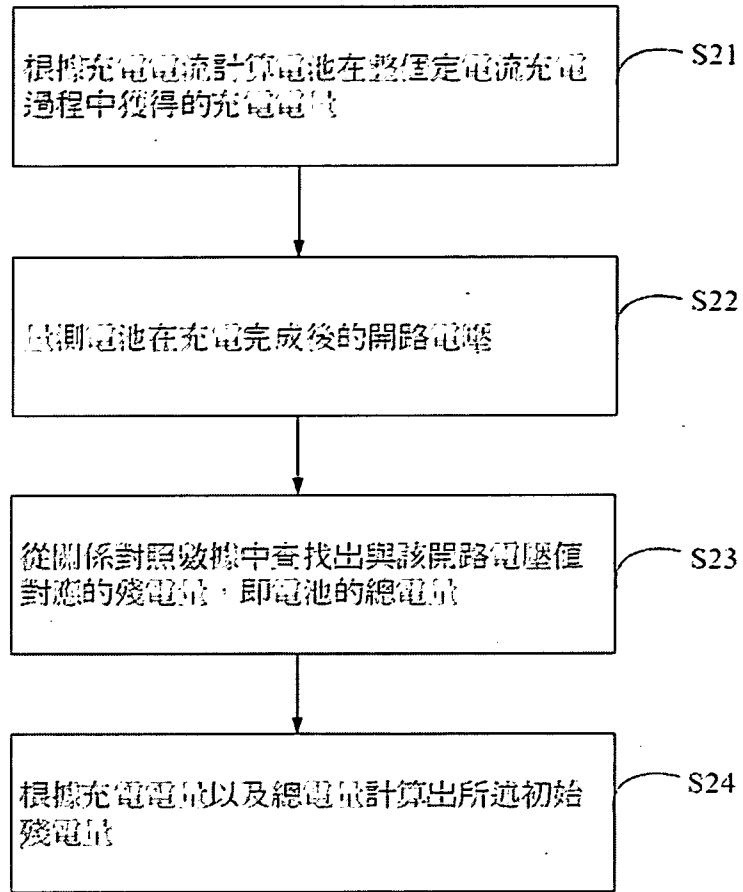 根據充電電流計算電池在整個定電流充電
過程中獲得的充電電量
S21
量測電池在充電完成後的開路電壓
S22
從關係對照數據中查找出與該開路電壓值
對應的殘電量，即電池的總電量
S23
根據充電電量以及總電量計算出所述初始
殘電量
S24